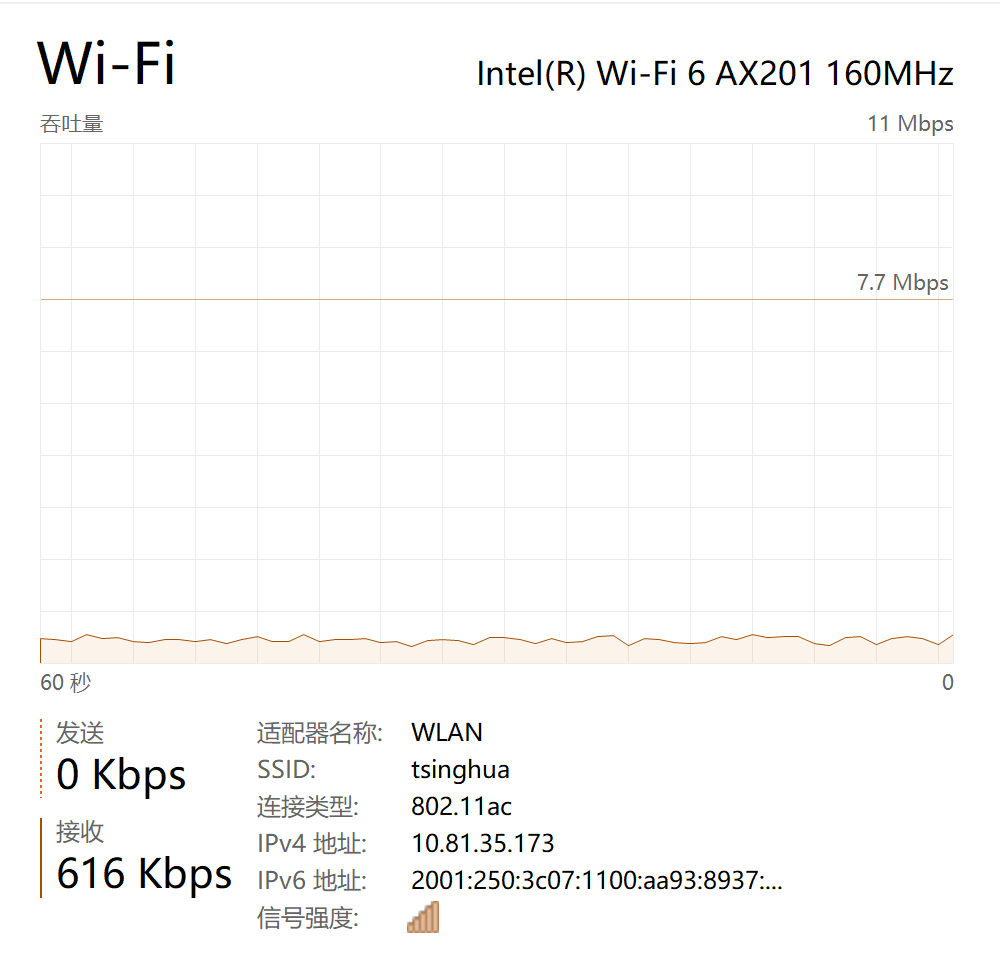 Wi-Fi
Intel(R) Wi-Fi 6 AX201 160MHz
吞吐量
11 Mbps
7.7 Mbps
60 秒
0
发送
0 Kbps
接收
616 Kbps
适配器名称: WLAN
SSID: tsinghua
连接类型: 802.11ac
IPv4 地址: 10.81.35.173
IPv6 地址: 2001:250:3c07:1100:aa93:8937:...
信号强度: